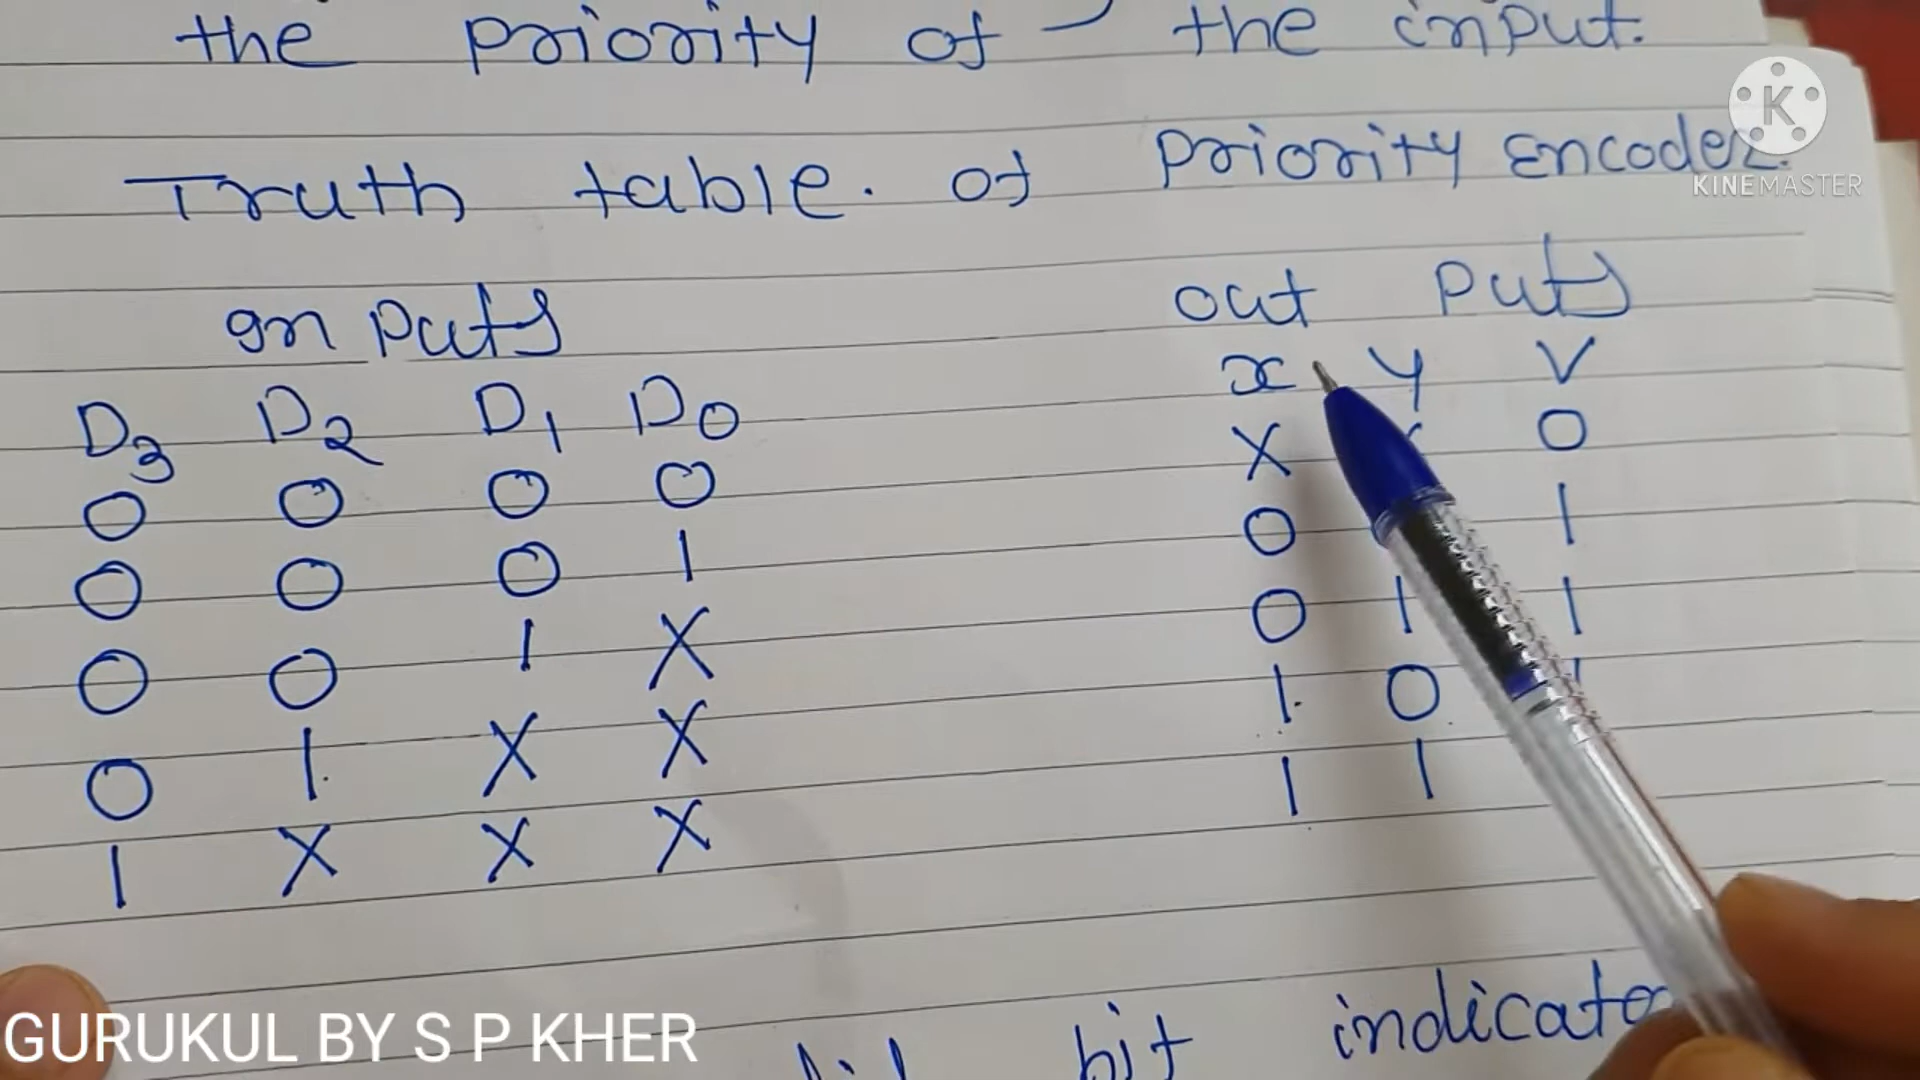 the priority of the input.
Truth table. of Priority Encoder.
Inputs out puts
D3 D2 D1 D0 x y V
0 0 0 0 X 0
0 0 0 1 0 1
0 0 1 X 0 1 1
0 1 X X 1 0
1 X X X 1 1
bit indicator
K
KINEMASTER
GURUKUL BY S P KHER